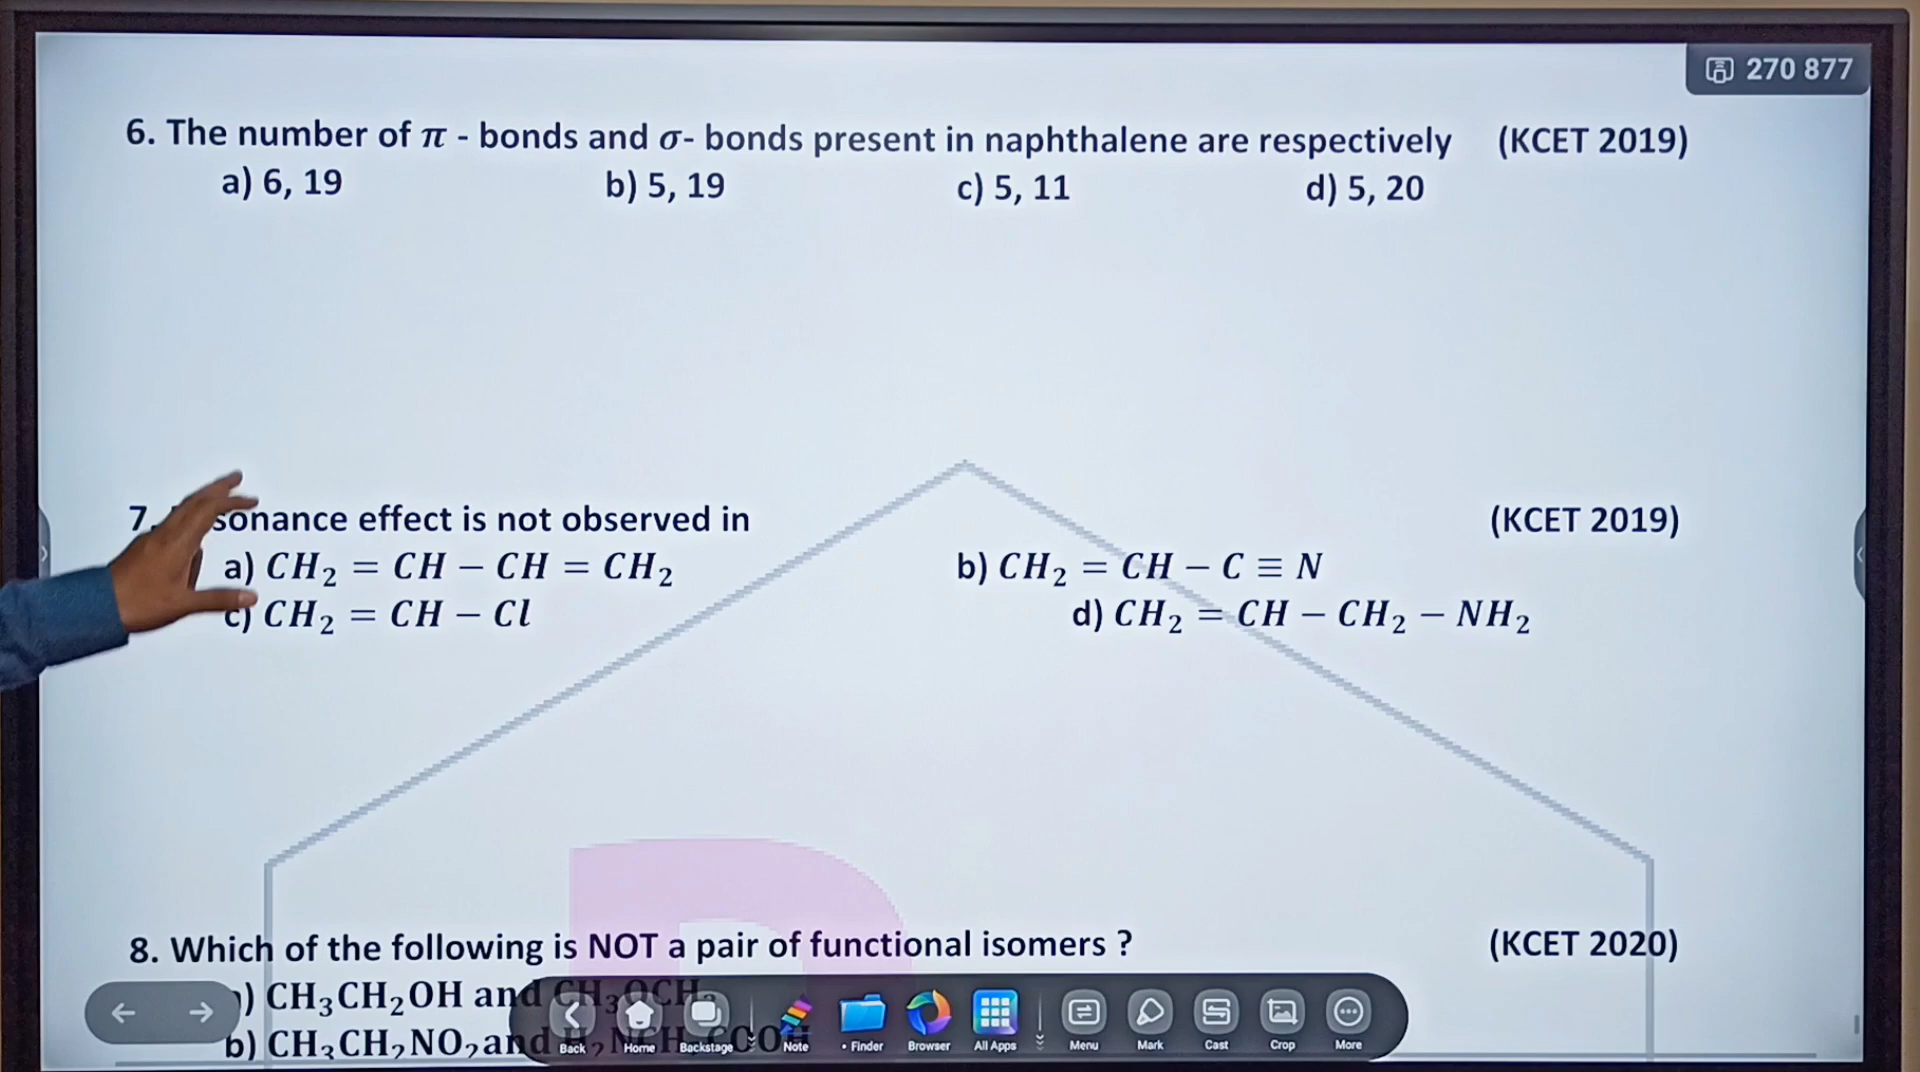 270 877
6. The number of π - bonds and σ- bonds present in naphthalene are respectively (KCET 2019)
a) 6, 19 b) 5, 19 c) 5, 11 d) 5, 20
7. sonance effect is not observed in (KCET 2019)
a) CH₂ = CH − CH = CH₂ b) CH₂ = CH − C ≡ N
c) CH₂ = CH − Cl d) CH₂ = CH − CH₂ − NH₂
8. Which of the following is NOT a pair of functional isomers ? (KCET 2020)
) CH₃CH₂OH and CH₃OCH₃
b) CH₃CH₂NO₂and H₂NCH₂COOH
Back Home Backstage Note • Finder Browser All Apps Menu Mark Cast Crop More